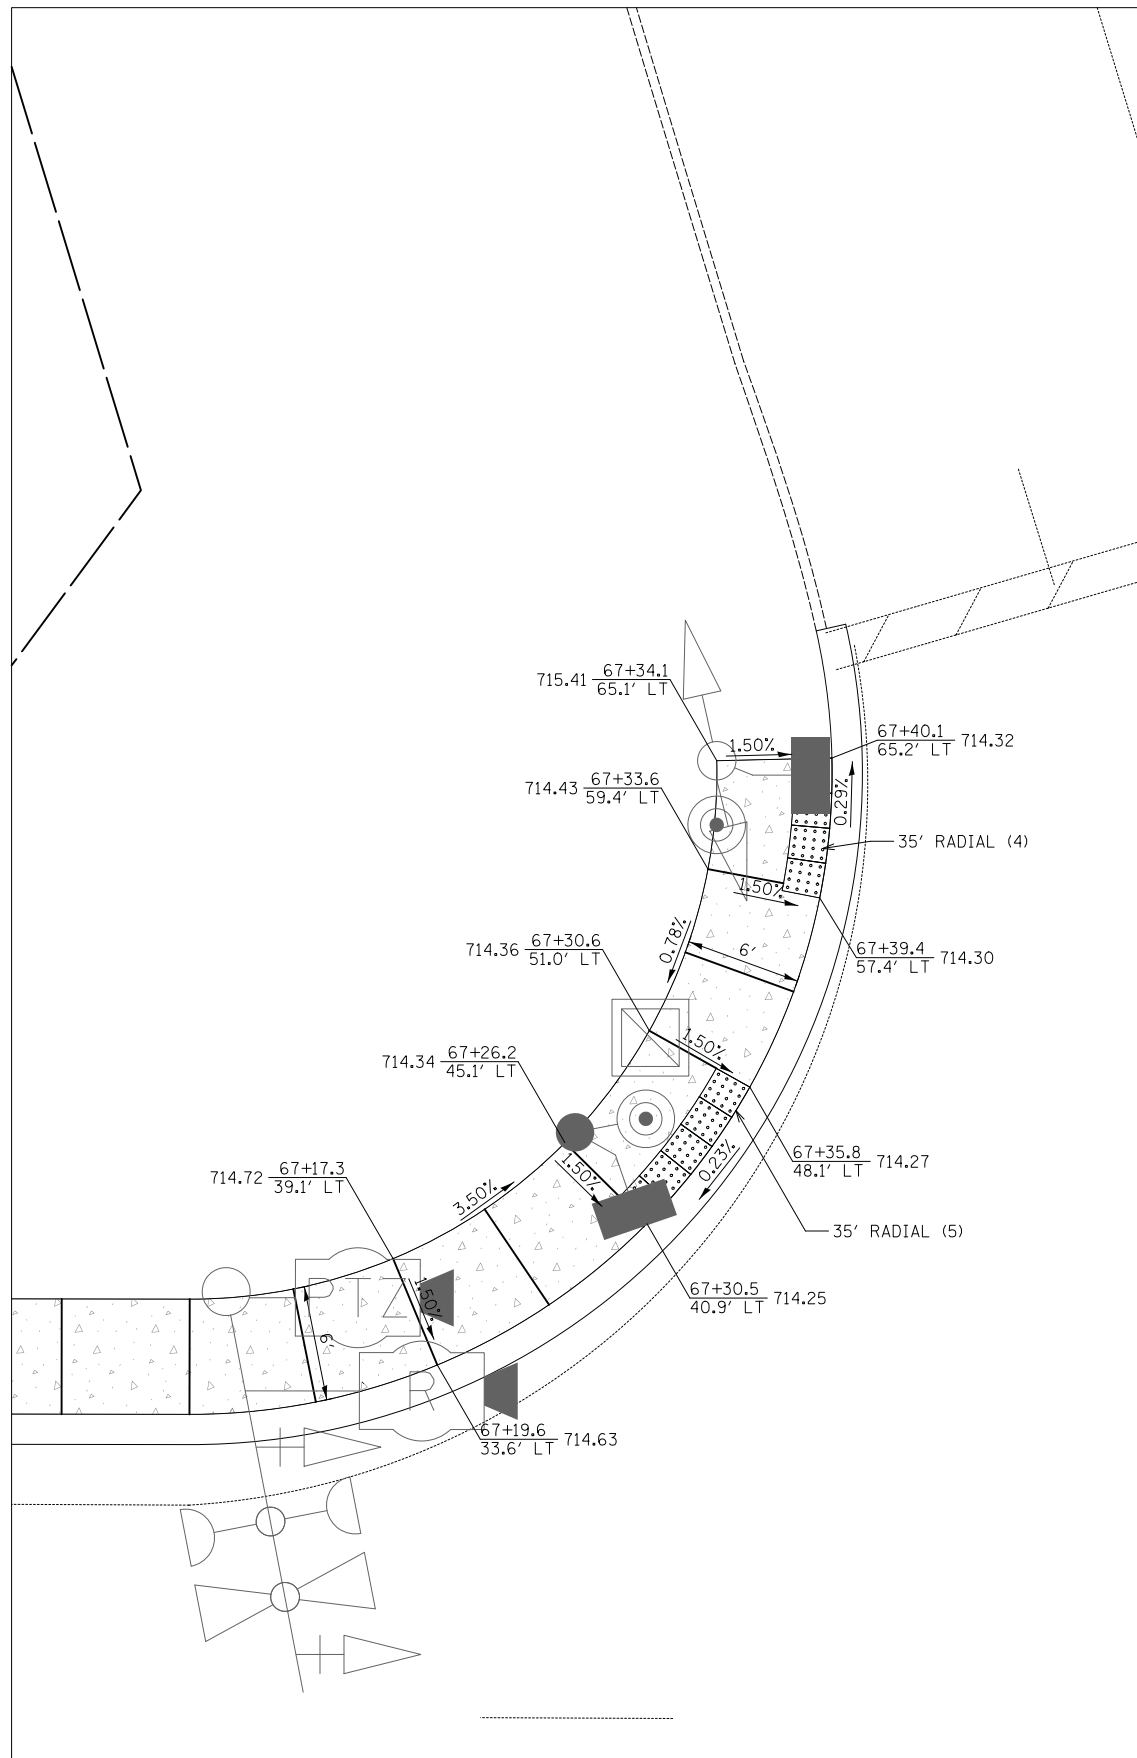 67+34.1
715.41
65.1' LT
1.50%
67+40.1
714.32
65.2' LT
67+33.6
714.43
59.4' LT
0.29%
35' RADIAL (4)
1.50%
67+30.6
714.36
51.0' LT
0.78%
6'
67+39.4
714.30
57.4' LT
1.50%
67+26.2
714.34
45.1' LT
67+35.8
714.27
48.1' LT
0.23%
1.50%
67+17.3
714.72
39.1' LT
3.50%
35' RADIAL (5)
PTZ
1.50%
67+30.5
714.25
40.9' LT
6'
R
67+19.6
714.63
33.6' LT